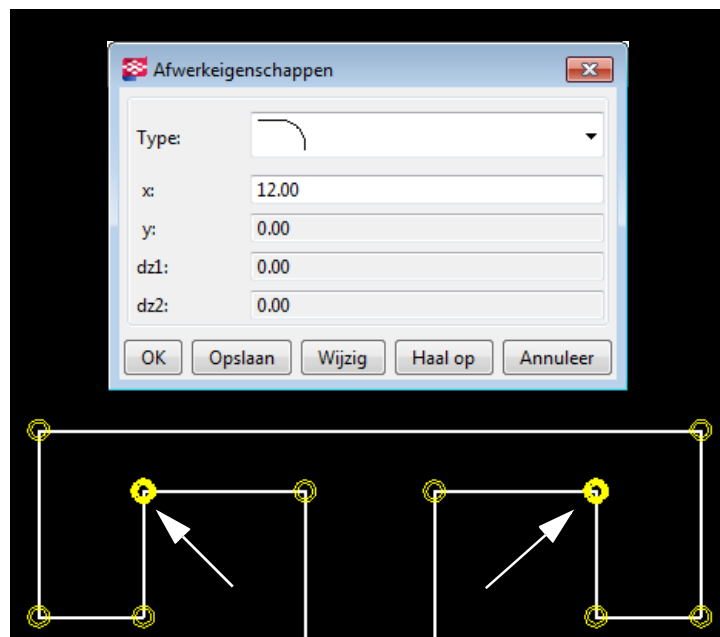 Afwerkeigenschappen
Type:
x: 12.00
y: 0.00
dz1: 0.00
dz2: 0.00
OK Opslaan Wijzig Haal op Annuleer